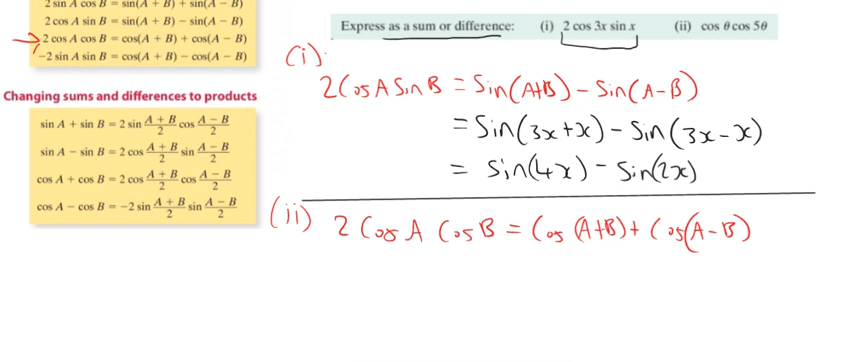 2 sin A cos B = sin(A + B) + sin(A − B)
2 cos A sin B = sin(A + B) − sin(A − B)
2 cos A cos B = cos(A + B) + cos(A − B)
−2 sin A sin B = cos(A + B) − cos(A − B)
Changing sums and differences to products
sin A + sin B = 2 sin (A + B)/2 cos (A − B)/2
sin A − sin B = 2 cos (A + B)/2 sin (A − B)/2
cos A + cos B = 2 cos (A + B)/2 cos (A − B)/2
cos A − cos B = −2 sin (A + B)/2 sin (A − B)/2
Express as a sum or difference: (i) 2 cos 3x sin x (ii) cos θ cos 5θ
(i)
2 Cos A Sin B = Sin(A+B) − Sin(A−B)
= Sin(3x+x) − Sin(3x−x)
= Sin(4x) − Sin(2x)
(ii) 2 Cos A Cos B = Cos (A+B) + Cos(A−B)